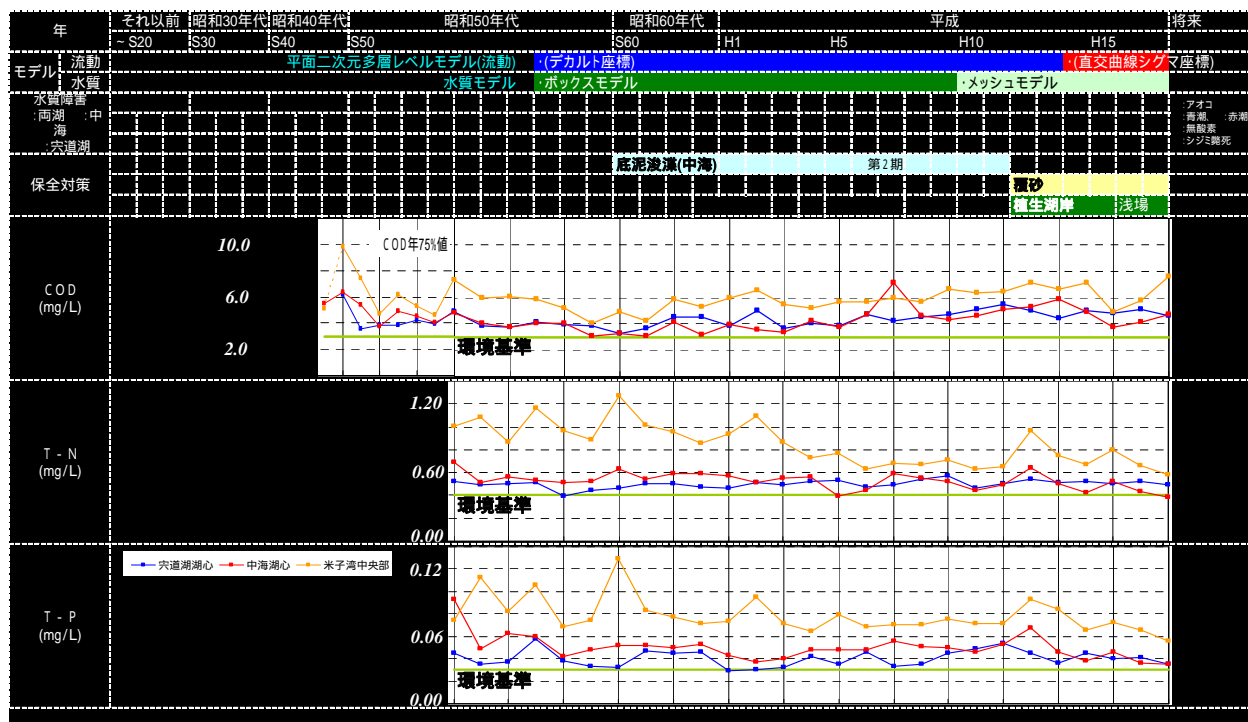 年
それ以前 昭和30年代 昭和40年代 昭和50年代 昭和60年代 平成 将来
~ S20 S30 S40 S50 S60 H1 H5 H10 H15
モデル
流動 平面二次元多層レベルモデル(流動) ・(デカルト座標) ・(直交曲線シグマ座標)
水質 水質モデル ・ボックスモデル ・メッシュモデル
水質障害
:両湖 :中
海
:宍道湖
:アオコ
:青潮、 :赤潮
:無酸素
:シジミ斃死
保全対策
底泥浚渫(中海) 第2期
覆砂
植生湖岸 浅場
COD
(mg/L)
10.0
6.0
2.0
COD年75%値
環境基準
T-N
(mg/L)
1.20
0.60
0.00
環境基準
T-P
(mg/L)
宍道湖湖心 中海湖心 米子湾中央部
0.12
0.06
0.00
環境基準